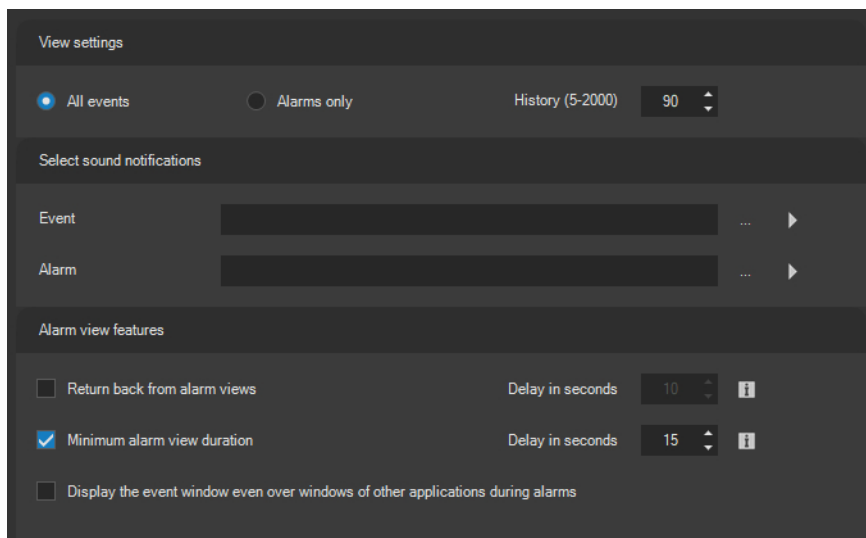 View settings
All events Alarms only History (5-2000) 90
Select sound notifications
Event ...
Alarm ...
Alarm view features
Return back from alarm views Delay in seconds 10 i
Minimum alarm view duration Delay in seconds 15 i
Display the event window even over windows of other applications during alarms